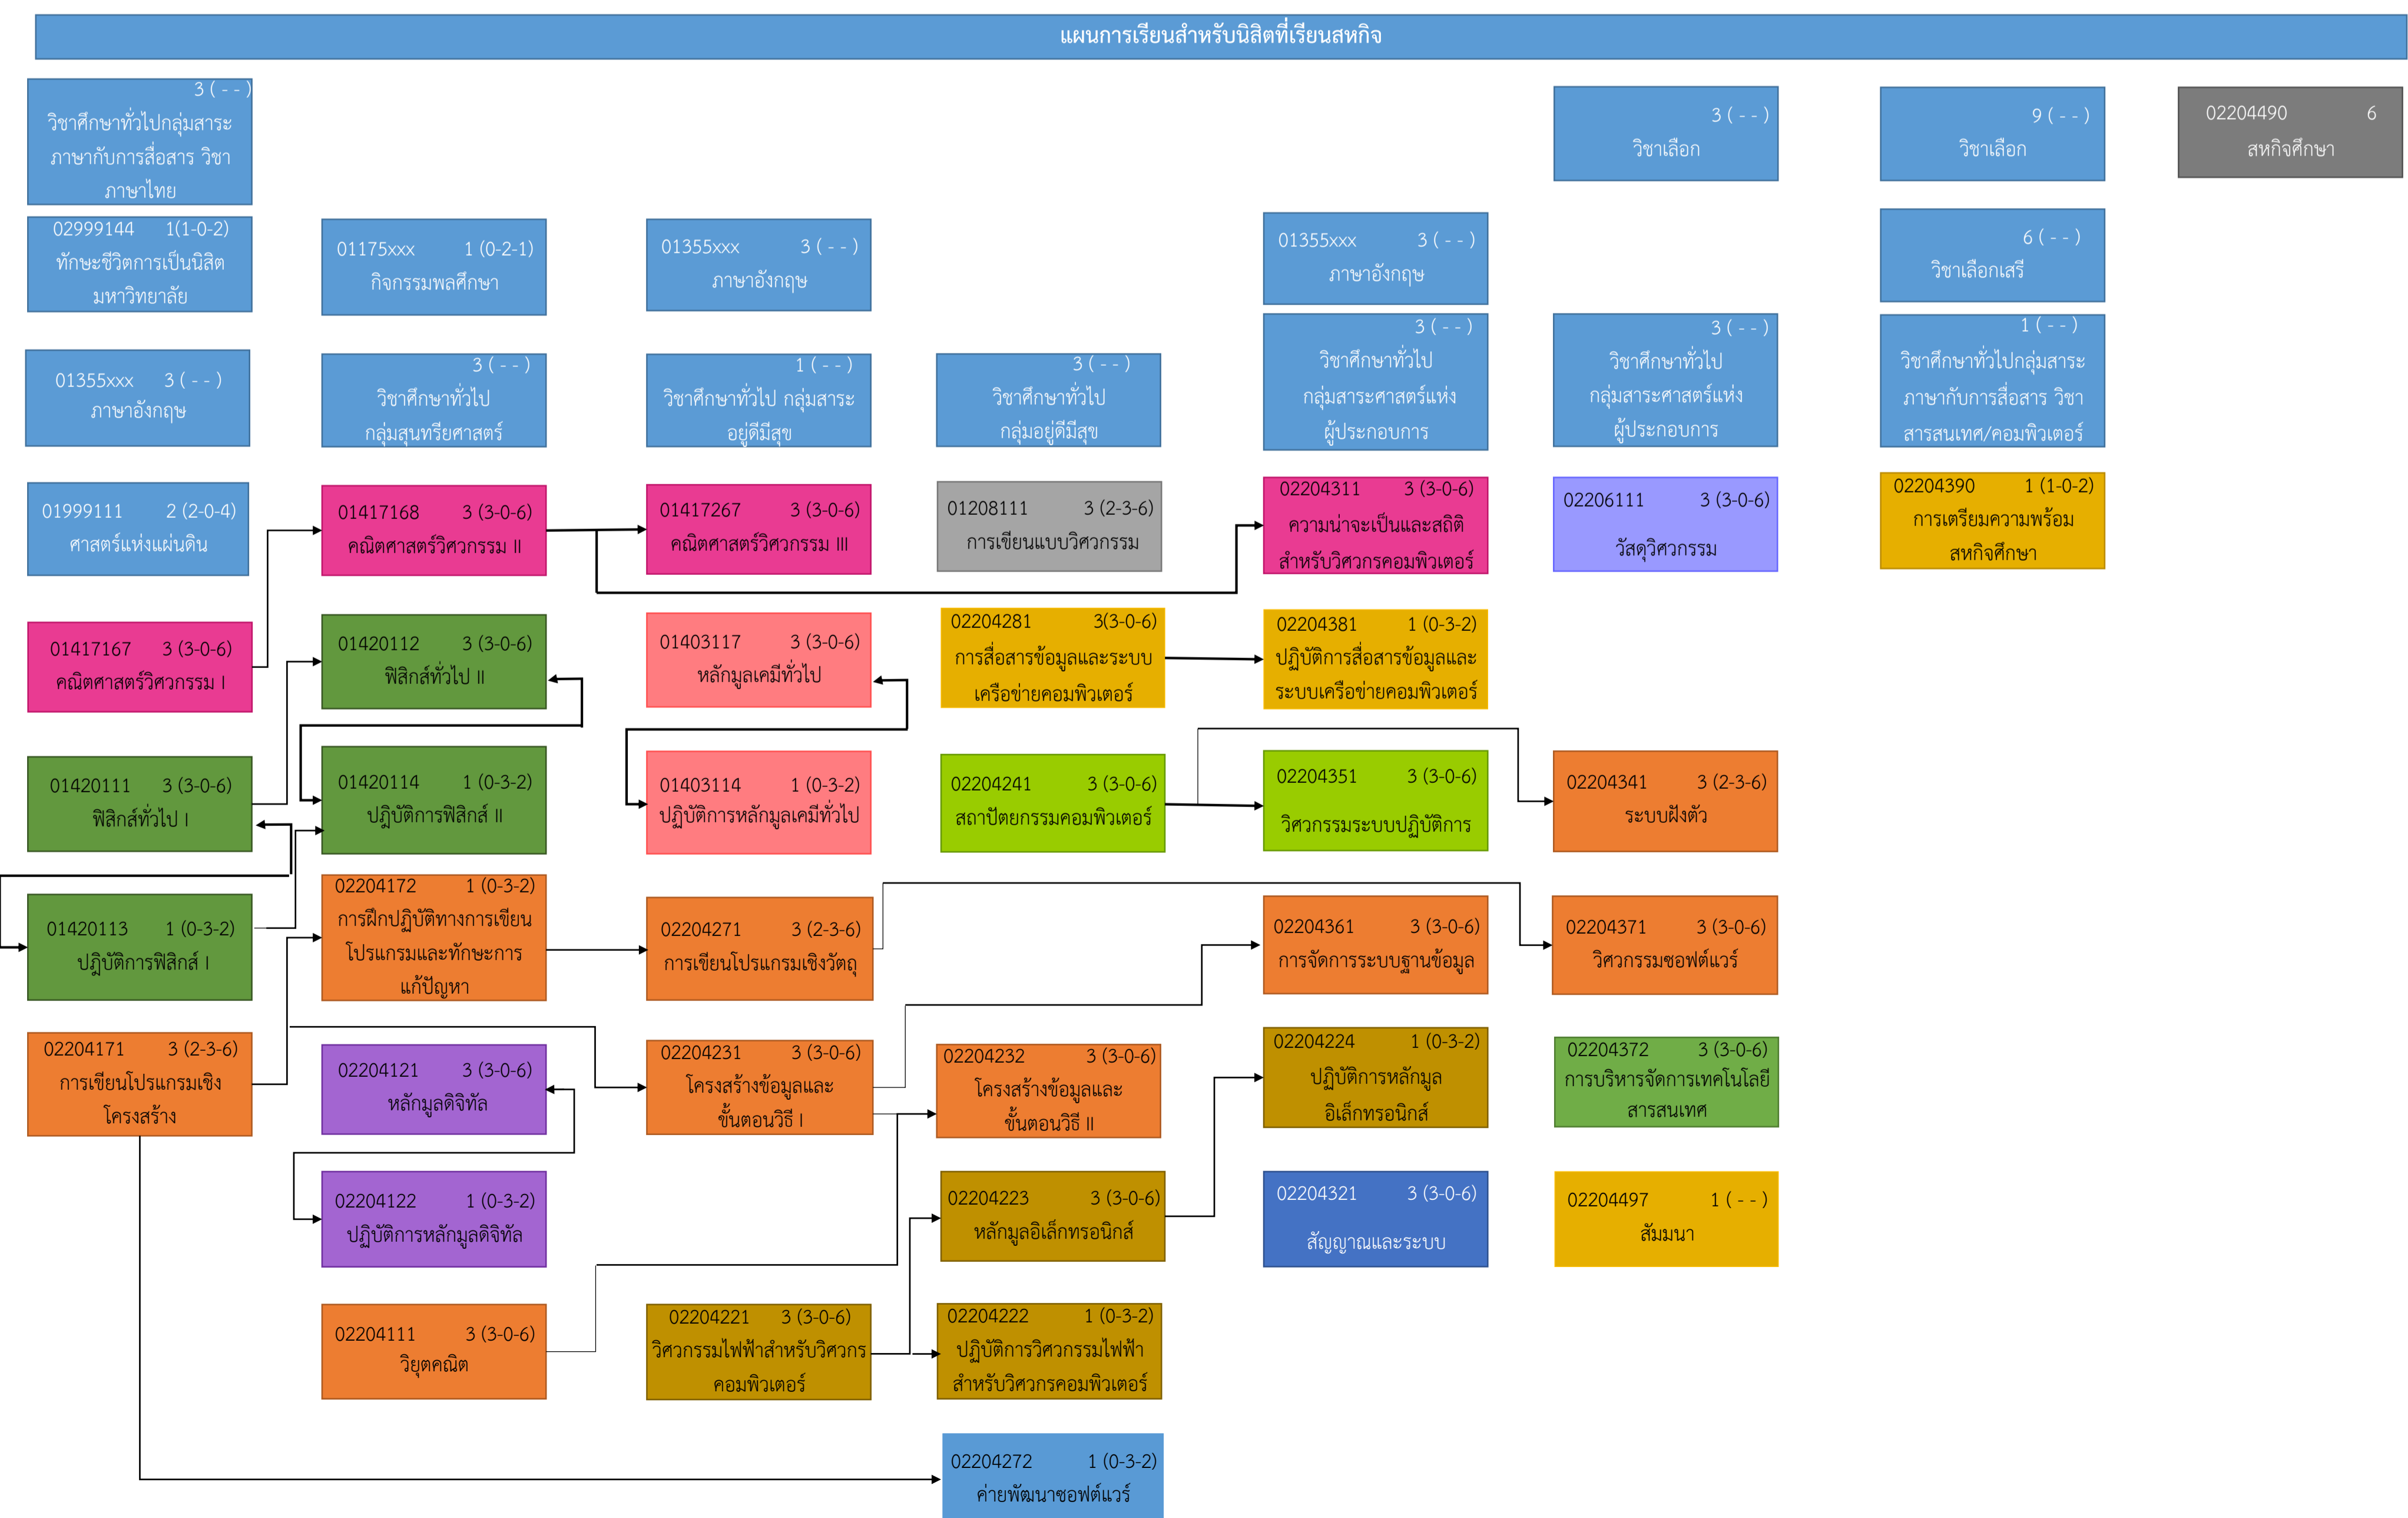 แผนการเรียนสำหรับนิสิตที่เรียนสหกิจ
3 ( - - )
วิชาศึกษาทั่วไปกลุ่มสาระ
ภาษากับการสื่อสาร วิชา
ภาษาไทย
02999144 1(1-0-2)
ทักษะชีวิตการเป็นนิสิต
มหาวิทยาลัย
01355xxx 3 ( - - )
ภาษาอังกฤษ
01999111 2 (2-0-4)
ศาสตร์แห่งแผ่นดิน
01417167 3 (3-0-6)
คณิตศาสตร์วิศวกรรม I
01420111 3 (3-0-6)
ฟิสิกส์ทั่วไป I
01420113 1 (0-3-2)
ปฎิบัติการฟิสิกส์ I
02204171 3 (2-3-6)
การเขียนโปรแกรมเชิง
โครงสร้าง
01175xxx 1 (0-2-1)
กิจกรรมพลศึกษา
3 ( - - )
วิชาศึกษาทั่วไป
กลุ่มสุนทรียศาสตร์
01417168 3 (3-0-6)
คณิตศาสตร์วิศวกรรม II
01420112 3 (3-0-6)
ฟิสิกส์ทั่วไป II
01420114 1 (0-3-2)
ปฎิบัติการฟิสิกส์ II
02204172 1 (0-3-2)
การฝึกปฏิบัติทางการเขียน
โปรแกรมและทักษะการ
แก้ปัญหา
02204121 3 (3-0-6)
หลักมูลดิจิทัล
02204122 1 (0-3-2)
ปฏิบัติการหลักมูลดิจิทัล
02204111 3 (3-0-6)
วิยุตคณิต
01355xxx 3 ( - - )
ภาษาอังกฤษ
1 ( - - )
วิชาศึกษาทั่วไป กลุ่มสาระ
อยู่ดีมีสุข
01417267 3 (3-0-6)
คณิตศาสตร์วิศวกรรม III
01403117 3 (3-0-6)
หลักมูลเคมีทั่วไป
01403114 1 (0-3-2)
ปฏิบัติการหลักมูลเคมีทั่วไป
02204271 3 (2-3-6)
การเขียนโปรแกรมเชิงวัตถุ
02204231 3 (3-0-6)
โครงสร้างข้อมูลและ
ขั้นตอนวิธี I
02204221 3 (3-0-6)
วิศวกรรมไฟฟ้าสำหรับวิศวกร
คอมพิวเตอร์
3 ( - - )
วิชาศึกษาทั่วไป
กลุ่มอยู่ดีมีสุข
01208111 3 (2-3-6)
การเขียนแบบวิศวกรรม
02204281 3(3-0-6)
การสื่อสารข้อมูลและระบบ
เครือข่ายคอมพิวเตอร์
02204241 3 (3-0-6)
สถาปัตยกรรมคอมพิวเตอร์
02204232 3 (3-0-6)
โครงสร้างข้อมูลและ
ขั้นตอนวิธี II
02204223 3 (3-0-6)
หลักมูลอิเล็กทรอนิกส์
02204222 1 (0-3-2)
ปฏิบัติการวิศวกรรมไฟฟ้า
สำหรับวิศวกรคอมพิวเตอร์
02204272 1 (0-3-2)
ค่ายพัฒนาซอฟต์แวร์
01355xxx 3 ( - - )
ภาษาอังกฤษ
3 ( - - )
วิชาศึกษาทั่วไป
กลุ่มสาระศาสตร์แห่ง
ผู้ประกอบการ
02204311 3 (3-0-6)
ความน่าจะเป็นและสถิติ
สำหรับวิศวกรคอมพิวเตอร์
02204381 1 (0-3-2)
ปฏิบัติการสื่อสารข้อมูลและ
ระบบเครือข่ายคอมพิวเตอร์
02204351 3 (3-0-6)
วิศวกรรมระบบปฏิบัติการ
02204361 3 (3-0-6)
การจัดการระบบฐานข้อมูล
02204224 1 (0-3-2)
ปฏิบัติการหลักมูล
อิเล็กทรอนิกส์
02204321 3 (3-0-6)
สัญญาณและระบบ
3 ( - - )
วิชาเลือก
3 ( - - )
วิชาศึกษาทั่วไป
กลุ่มสาระศาสตร์แห่ง
ผู้ประกอบการ
02206111 3 (3-0-6)
วัสดุวิศวกรรม
02204341 3 (2-3-6)
ระบบฝังตัว
02204371 3 (3-0-6)
วิศวกรรมซอฟต์แวร์
02204372 3 (3-0-6)
การบริหารจัดการเทคโนโลยี
สารสนเทศ
02204497 1 ( - - )
สัมมนา
9 ( - - )
วิชาเลือก
6 ( - - )
วิชาเลือกเสรี
1 ( - - )
วิชาศึกษาทั่วไปกลุ่มสาระ
ภาษากับการสื่อสาร วิชา
สารสนเทศ/คอมพิวเตอร์
02204390 1 (1-0-2)
การเตรียมความพร้อม
สหกิจศึกษา
02204490 6
สหกิจศึกษา